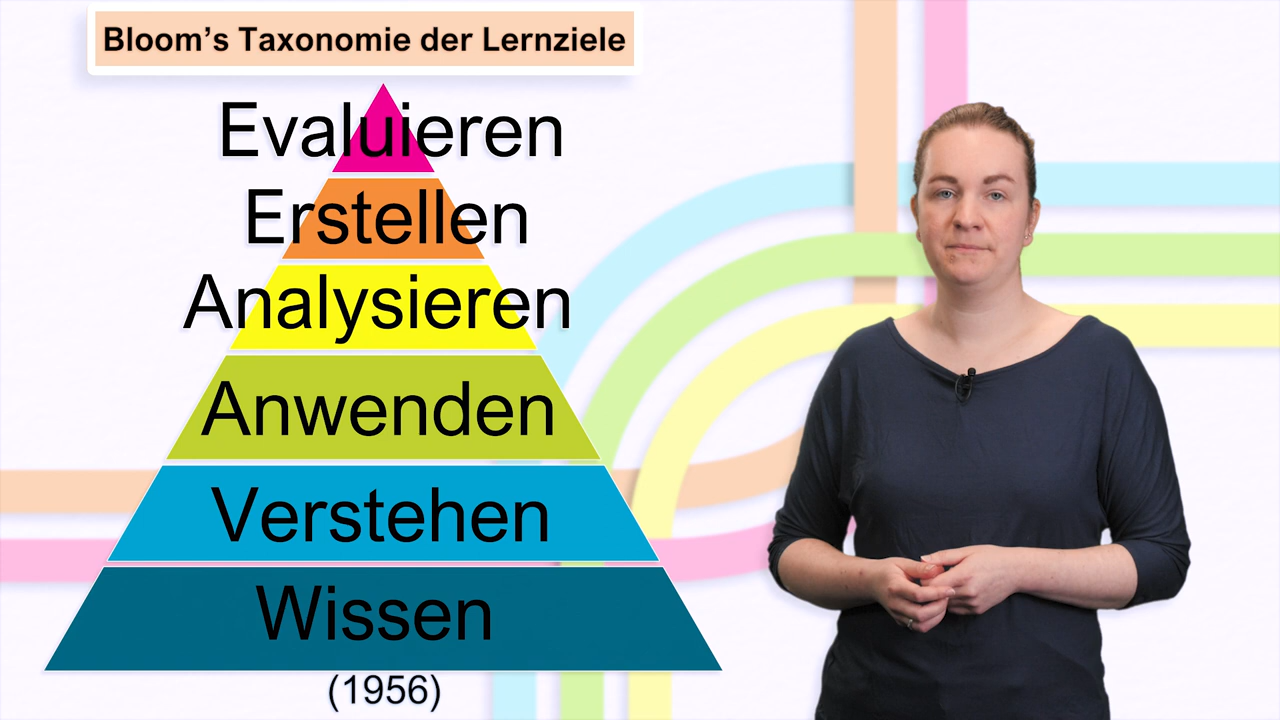 Bloom’s Taxonomie der Lernziele
Evaluieren
Erstellen
Analysieren
Anwenden
Verstehen
Wissen
(1956)